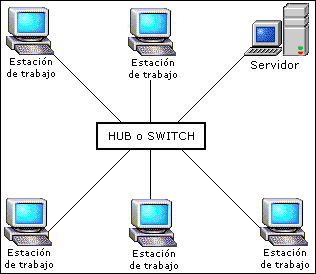 Estación
de trabajo
Estación
de trabajo
Servidor
HUB o SWITCH
Estación
de trabajo
Estación
de trabajo
Estación
de trabajo